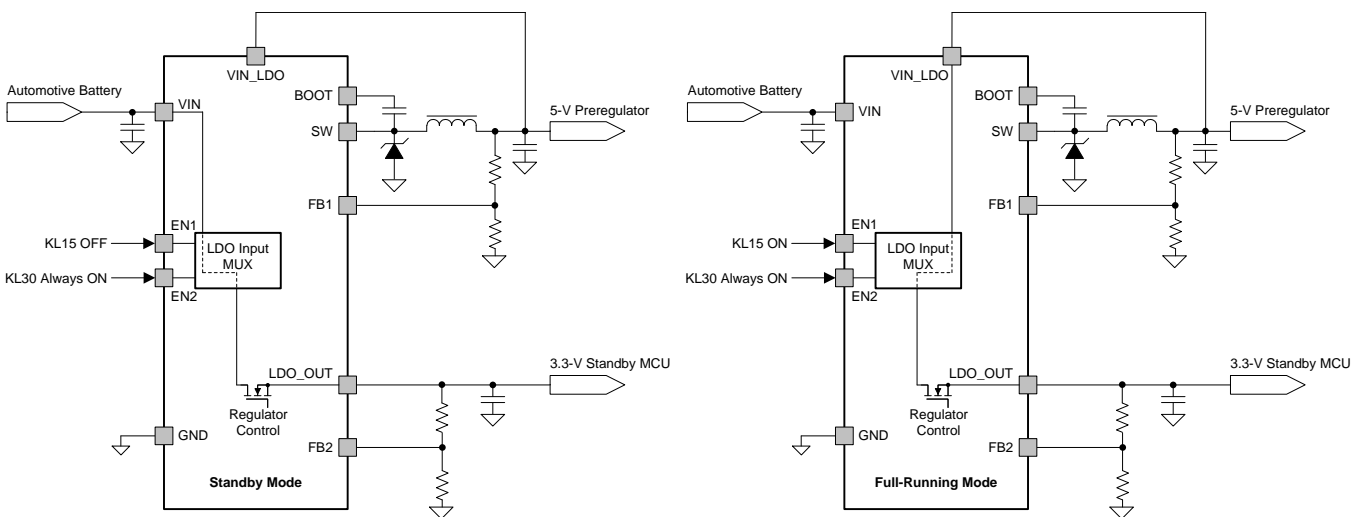 VIN_LDO
Automotive Battery
VIN
BOOT
SW
5-V Preregulator
FB1
EN1
KL15 OFF
LDO Input
MUX
KL30 Always ON
EN2
LDO_OUT
3.3-V Standby MCU
Regulator
Control
GND
FB2
Standby Mode
VIN_LDO
Automotive Battery
VIN
BOOT
SW
5-V Preregulator
FB1
EN1
KL15 ON
LDO Input
MUX
KL30 Always ON
EN2
LDO_OUT
3.3-V Standby MCU
Regulator
Control
GND
FB2
Full-Running Mode